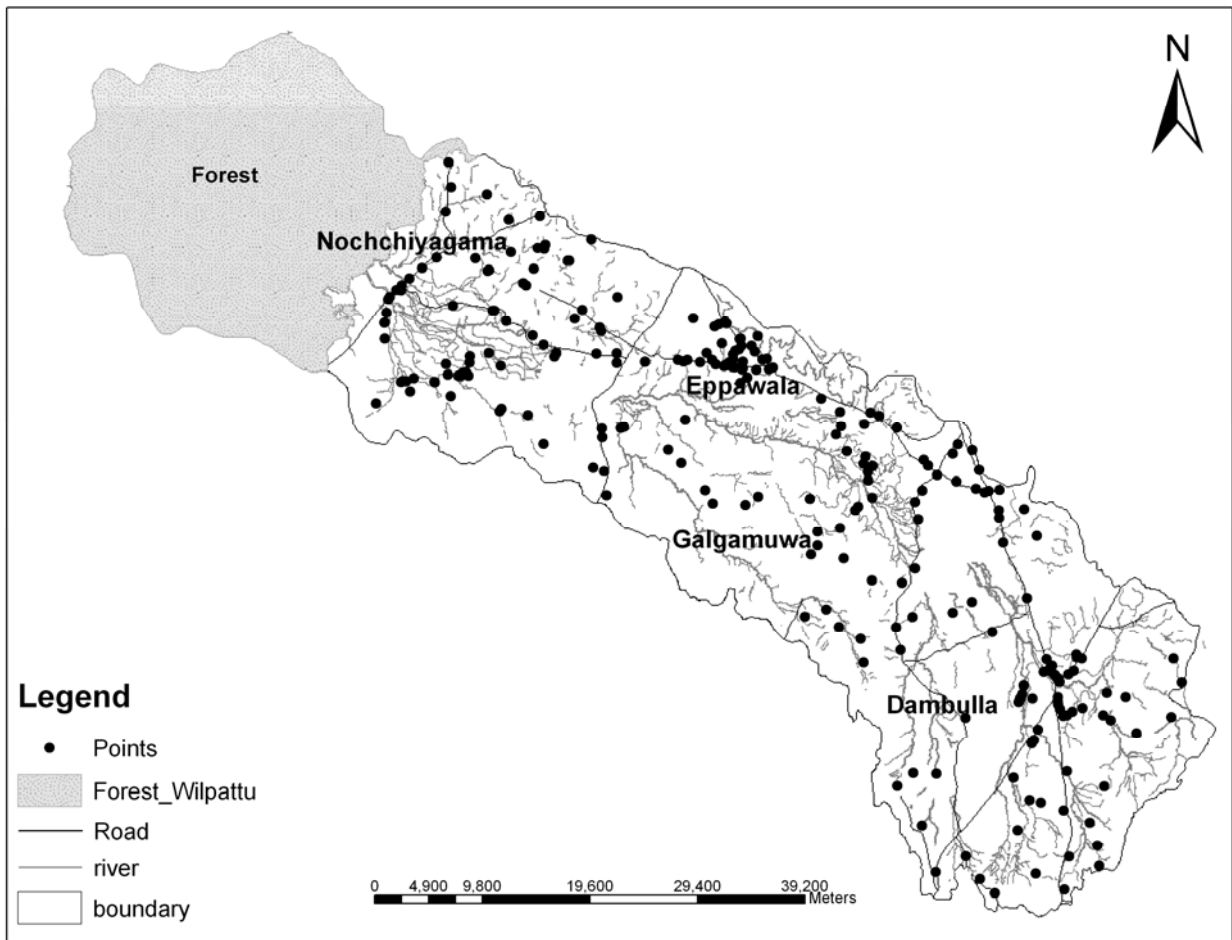 N
Forest
Nochchiyagama
Eppawala
Galgamuwa
Dambulla
Legend
Points
Forest_Wilpattu
Road
river
boundary
0 4,900 9,800 19,600 29,400 39,200
Meters